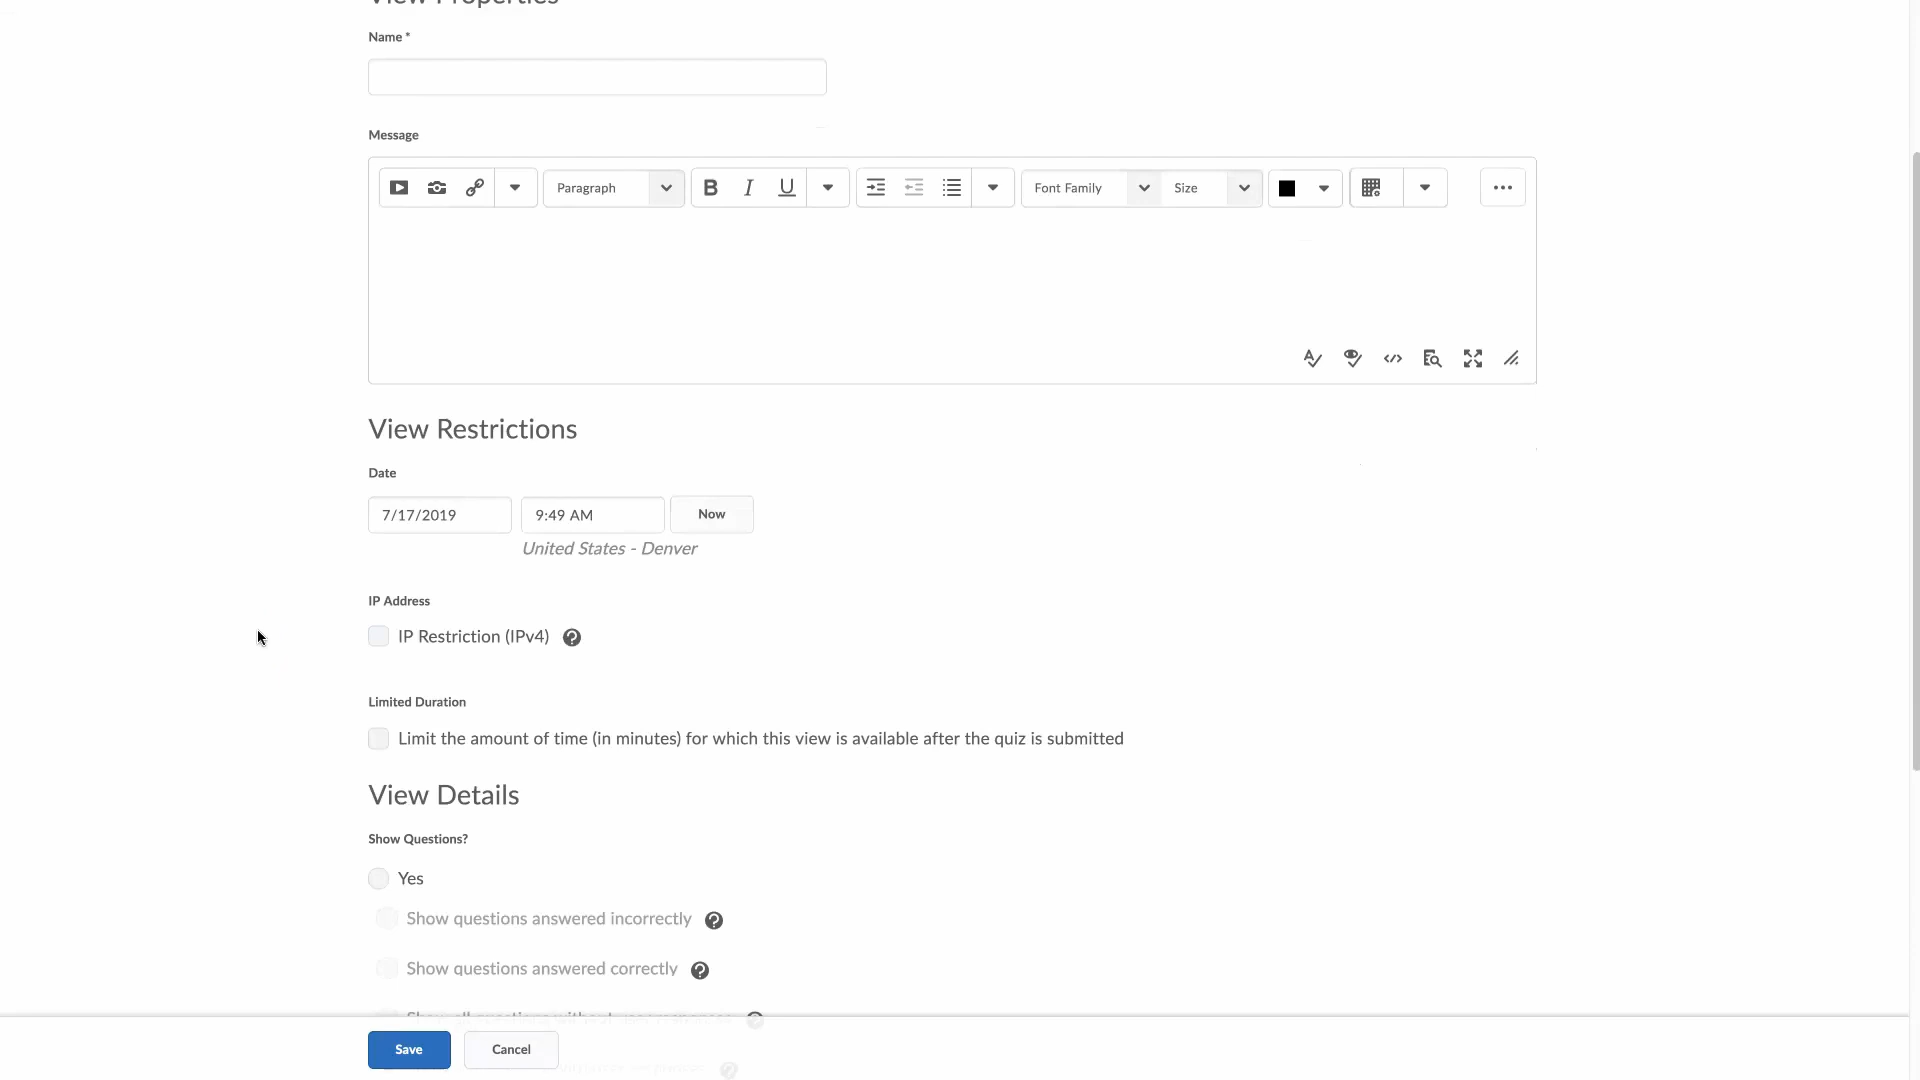 View Properties
Name *
Message
Paragraph
B I U
Font Family
Size
View Restrictions
Date
7/17/2019
9:49 AM
Now
United States - Denver
IP Address
IP Restriction (IPv4)
Limited Duration
Limit the amount of time (in minutes) for which this view is available after the quiz is submitted
View Details
Show Questions?
Yes
Show questions answered incorrectly
Show questions answered correctly
Save
Cancel